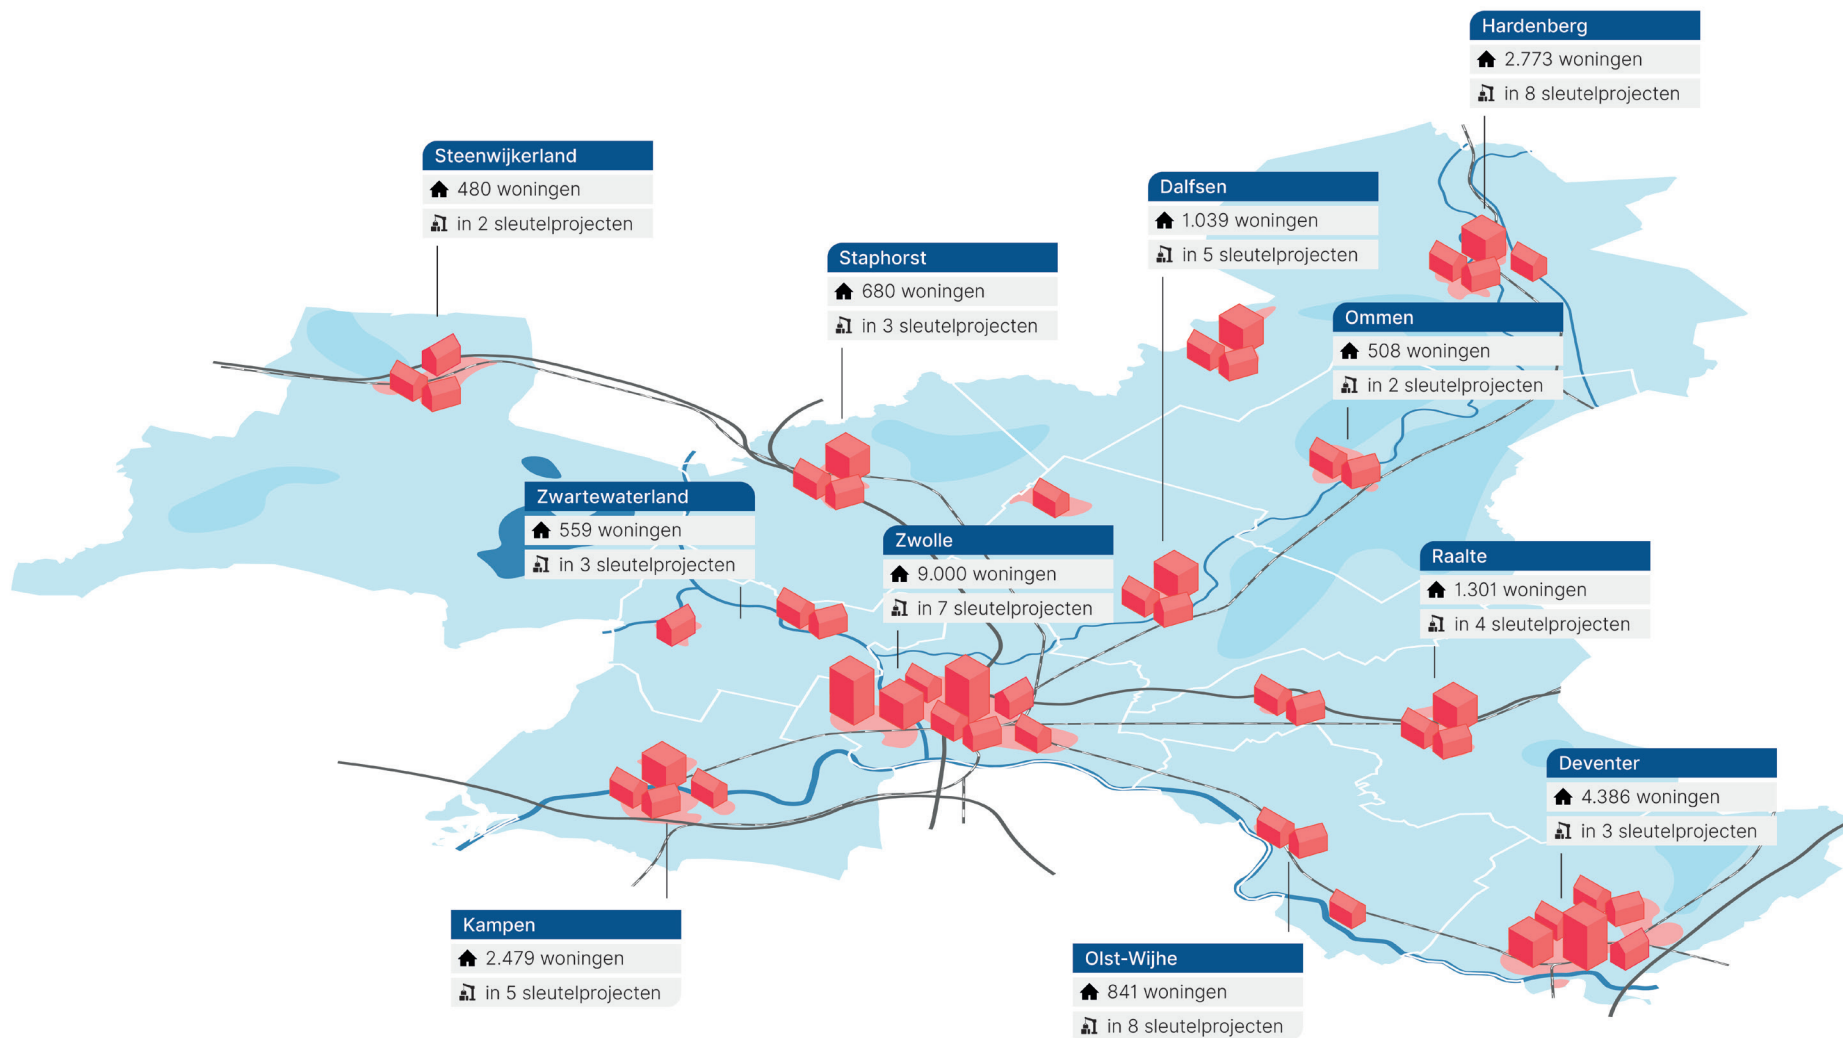 Hardenberg
2.773 woningen
in 8 sleutelprojecten
Steenwijkerland
480 woningen
in 2 sleutelprojecten
Dalfsen
1.039 woningen
in 5 sleutelprojecten
Staphorst
680 woningen
in 3 sleutelprojecten
Ommen
508 woningen
in 2 sleutelprojecten
Zwartewaterland
559 woningen
in 3 sleutelprojecten
Zwolle
9.000 woningen
in 7 sleutelprojecten
Raalte
1.301 woningen
in 4 sleutelprojecten
Deventer
4.386 woningen
in 3 sleutelprojecten
Kampen
2.479 woningen
in 5 sleutelprojecten
Olst-Wijhe
841 woningen
in 8 sleutelprojecten